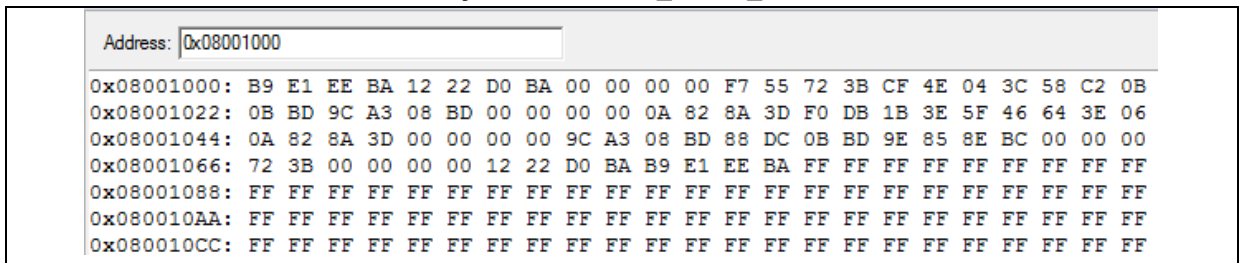 Address: 0x08001000
0x08001000: B9 E1 EE BA 12 22 D0 BA 00 00 00 00 F7 55 72 3B CF 4E 04 3C 58 C2 0B
0x08001022: 0B BD 9C A3 08 BD 00 00 00 00 0A 82 8A 3D F0 DB 1B 3E 5F 46 64 3E 06
0x08001044: 0A 82 8A 3D 00 00 00 00 9C A3 08 BD 88 DC 0B BD 9E 85 8E BC 00 00 00
0x08001066: 72 3B 00 00 00 00 12 22 D0 BA B9 E1 EE BA FF FF FF FF FF FF FF FF FF
0x08001088: FF FF FF FF FF FF FF FF FF FF FF FF FF FF FF FF FF FF FF FF FF FF FF
0x080010AA: FF FF FF FF FF FF FF FF FF FF FF FF FF FF FF FF FF FF FF FF FF FF FF
0x080010CC: FF FF FF FF FF FF FF FF FF FF FF FF FF FF FF FF FF FF FF FF FF FF FF